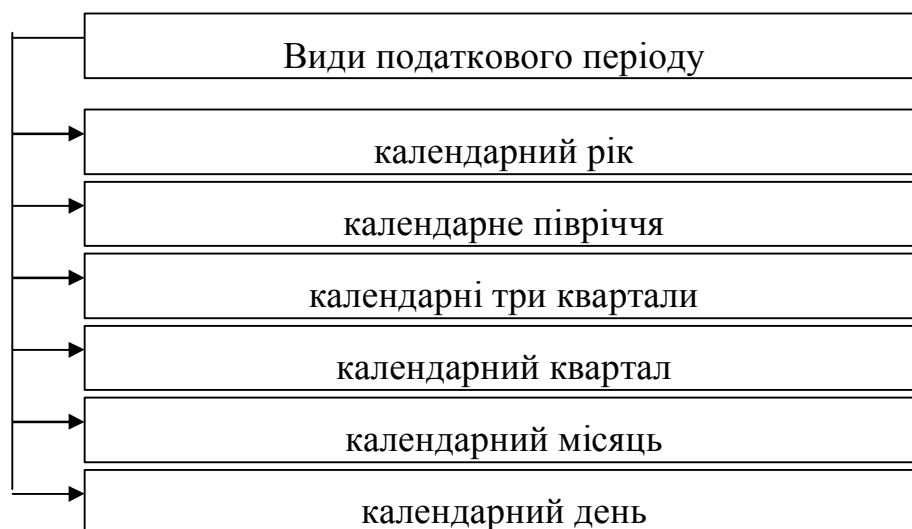 Види податкового періоду
календарний рік
календарне півріччя
календарні три квартали
календарний квартал
календарний місяць
календарний день